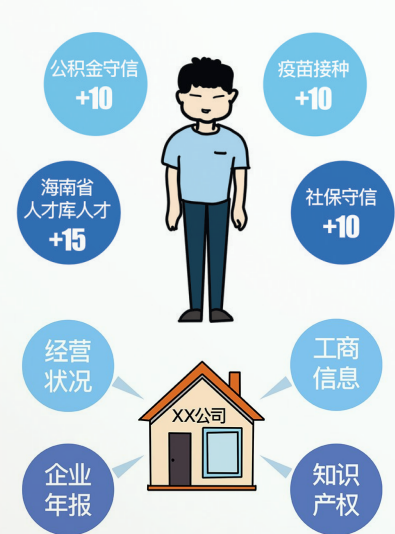 公积金守信
+10
疫苗接种
+10
海南省
人才库人才
+15
社保守信
+10
经营
状况
工商
信息
XX公司
企业
年报
知识
产权